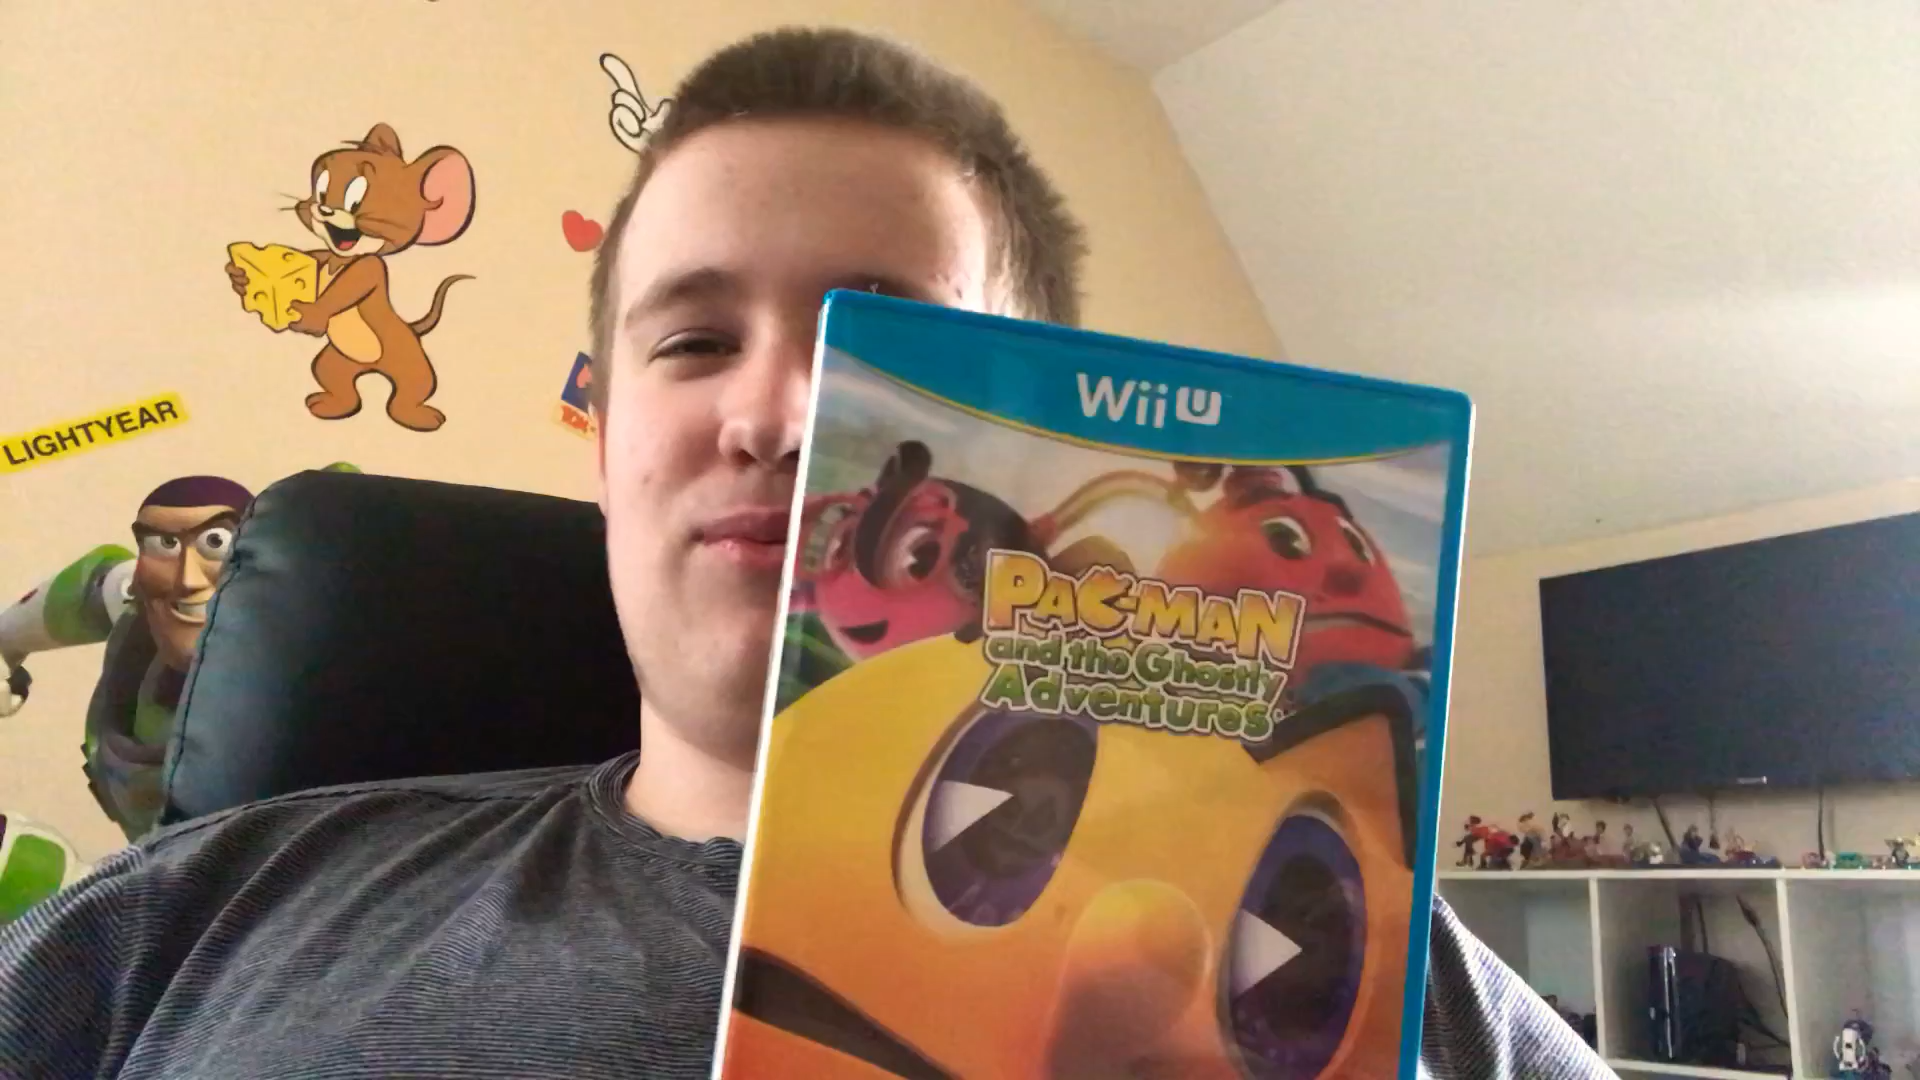 LIGHTYEAR
Wii U
PAC-MAN
and the Ghostly
Adventures